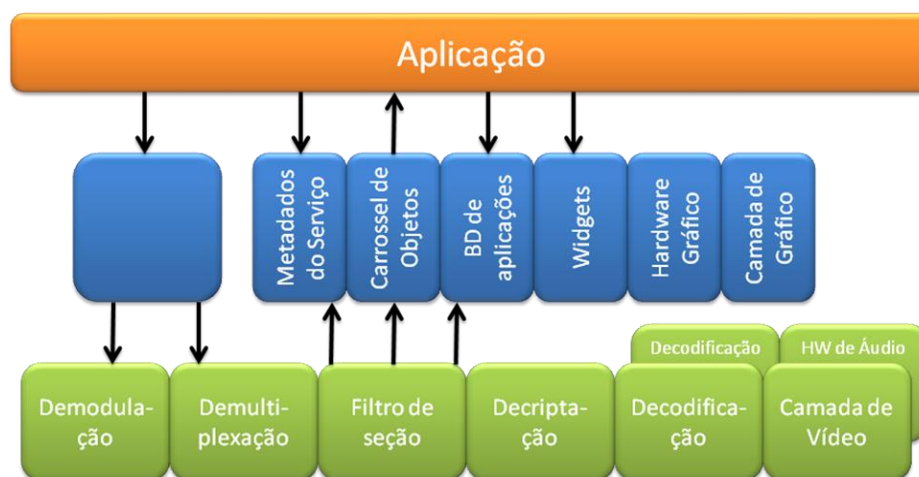 Aplicação
Metadados
do Serviço
Carrossel de
Objetos
BD de
aplicações
Widgets
Hardware
Gráfico
Camada de
Gráfico
Decodificação
HW de Áudio
Demodula-
ção
Demulti-
plexação
Filtro de
seção
Decripta-
ção
Decodifica-
ção
Camada de
Vídeo